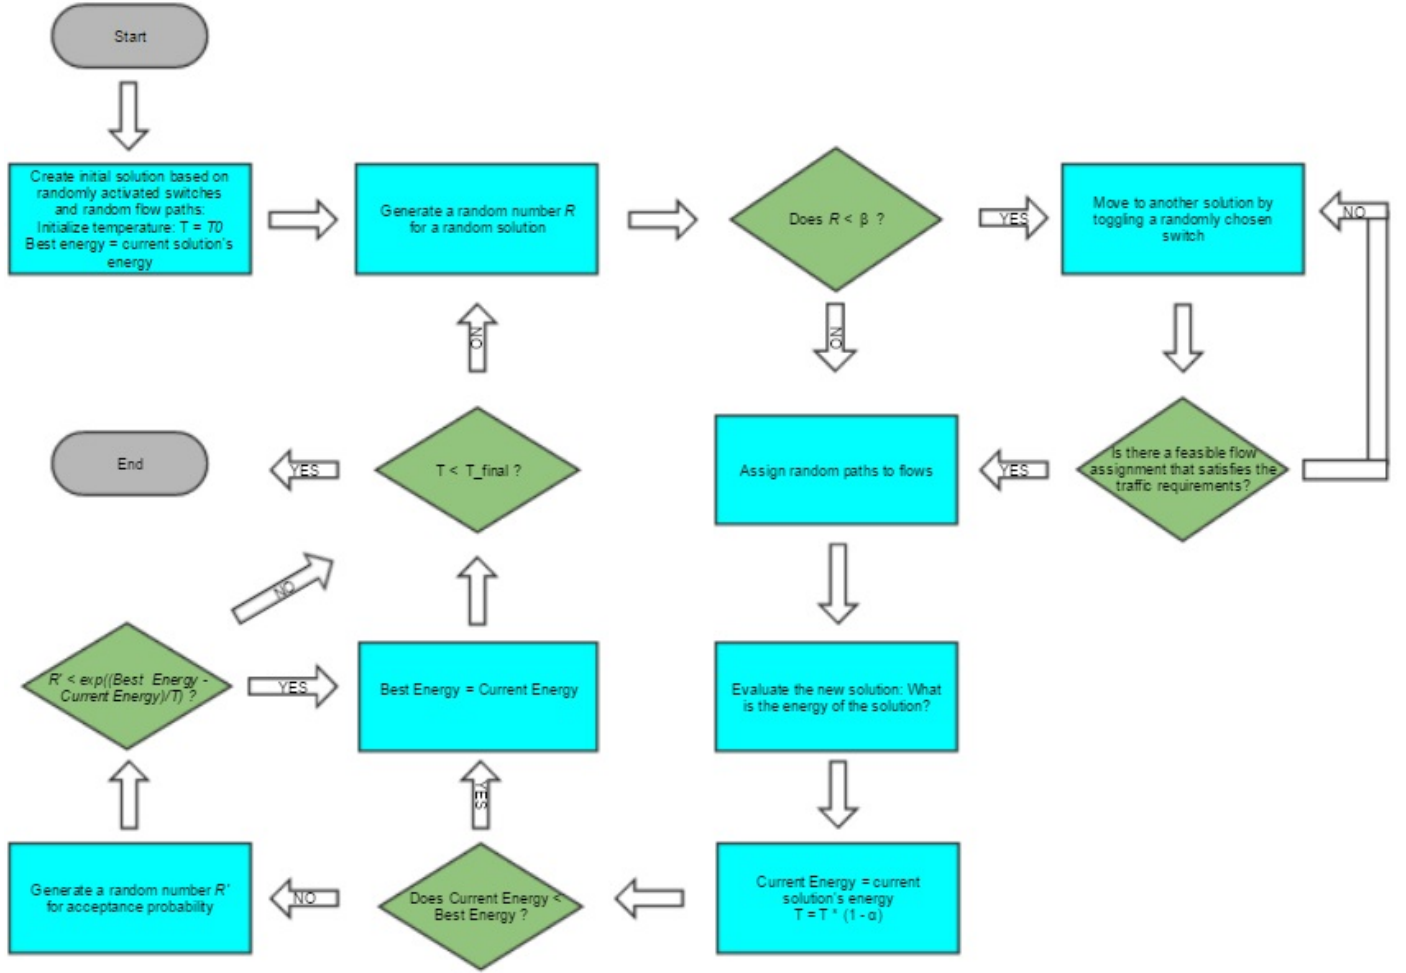 Start
Create initial solution based on
randomly activated switches
and random flow paths:
Initialize temperature: T = T0
Best energy = current solution's
energy
Generate a random number R
for a random solution
Does R < β ?
YES
Move to another solution by
toggling a randomly chosen
switch
NO
NO
NO
End
YES
T < T_final ?
Assign random paths to flows
YES
Is there a feasible flow
assignment that satisfies the
traffic requirements?
NO
R' < exp((Best Energy -
Current Energy)/T) ?
YES
Best Energy = Current Energy
Evaluate the new solution: What
is the energy of the solution?
YES
Generate a random number R'
for acceptance probability
NO
Does Current Energy <
Best Energy ?
Current Energy = current
solution's energy
T = T * (1 - α)